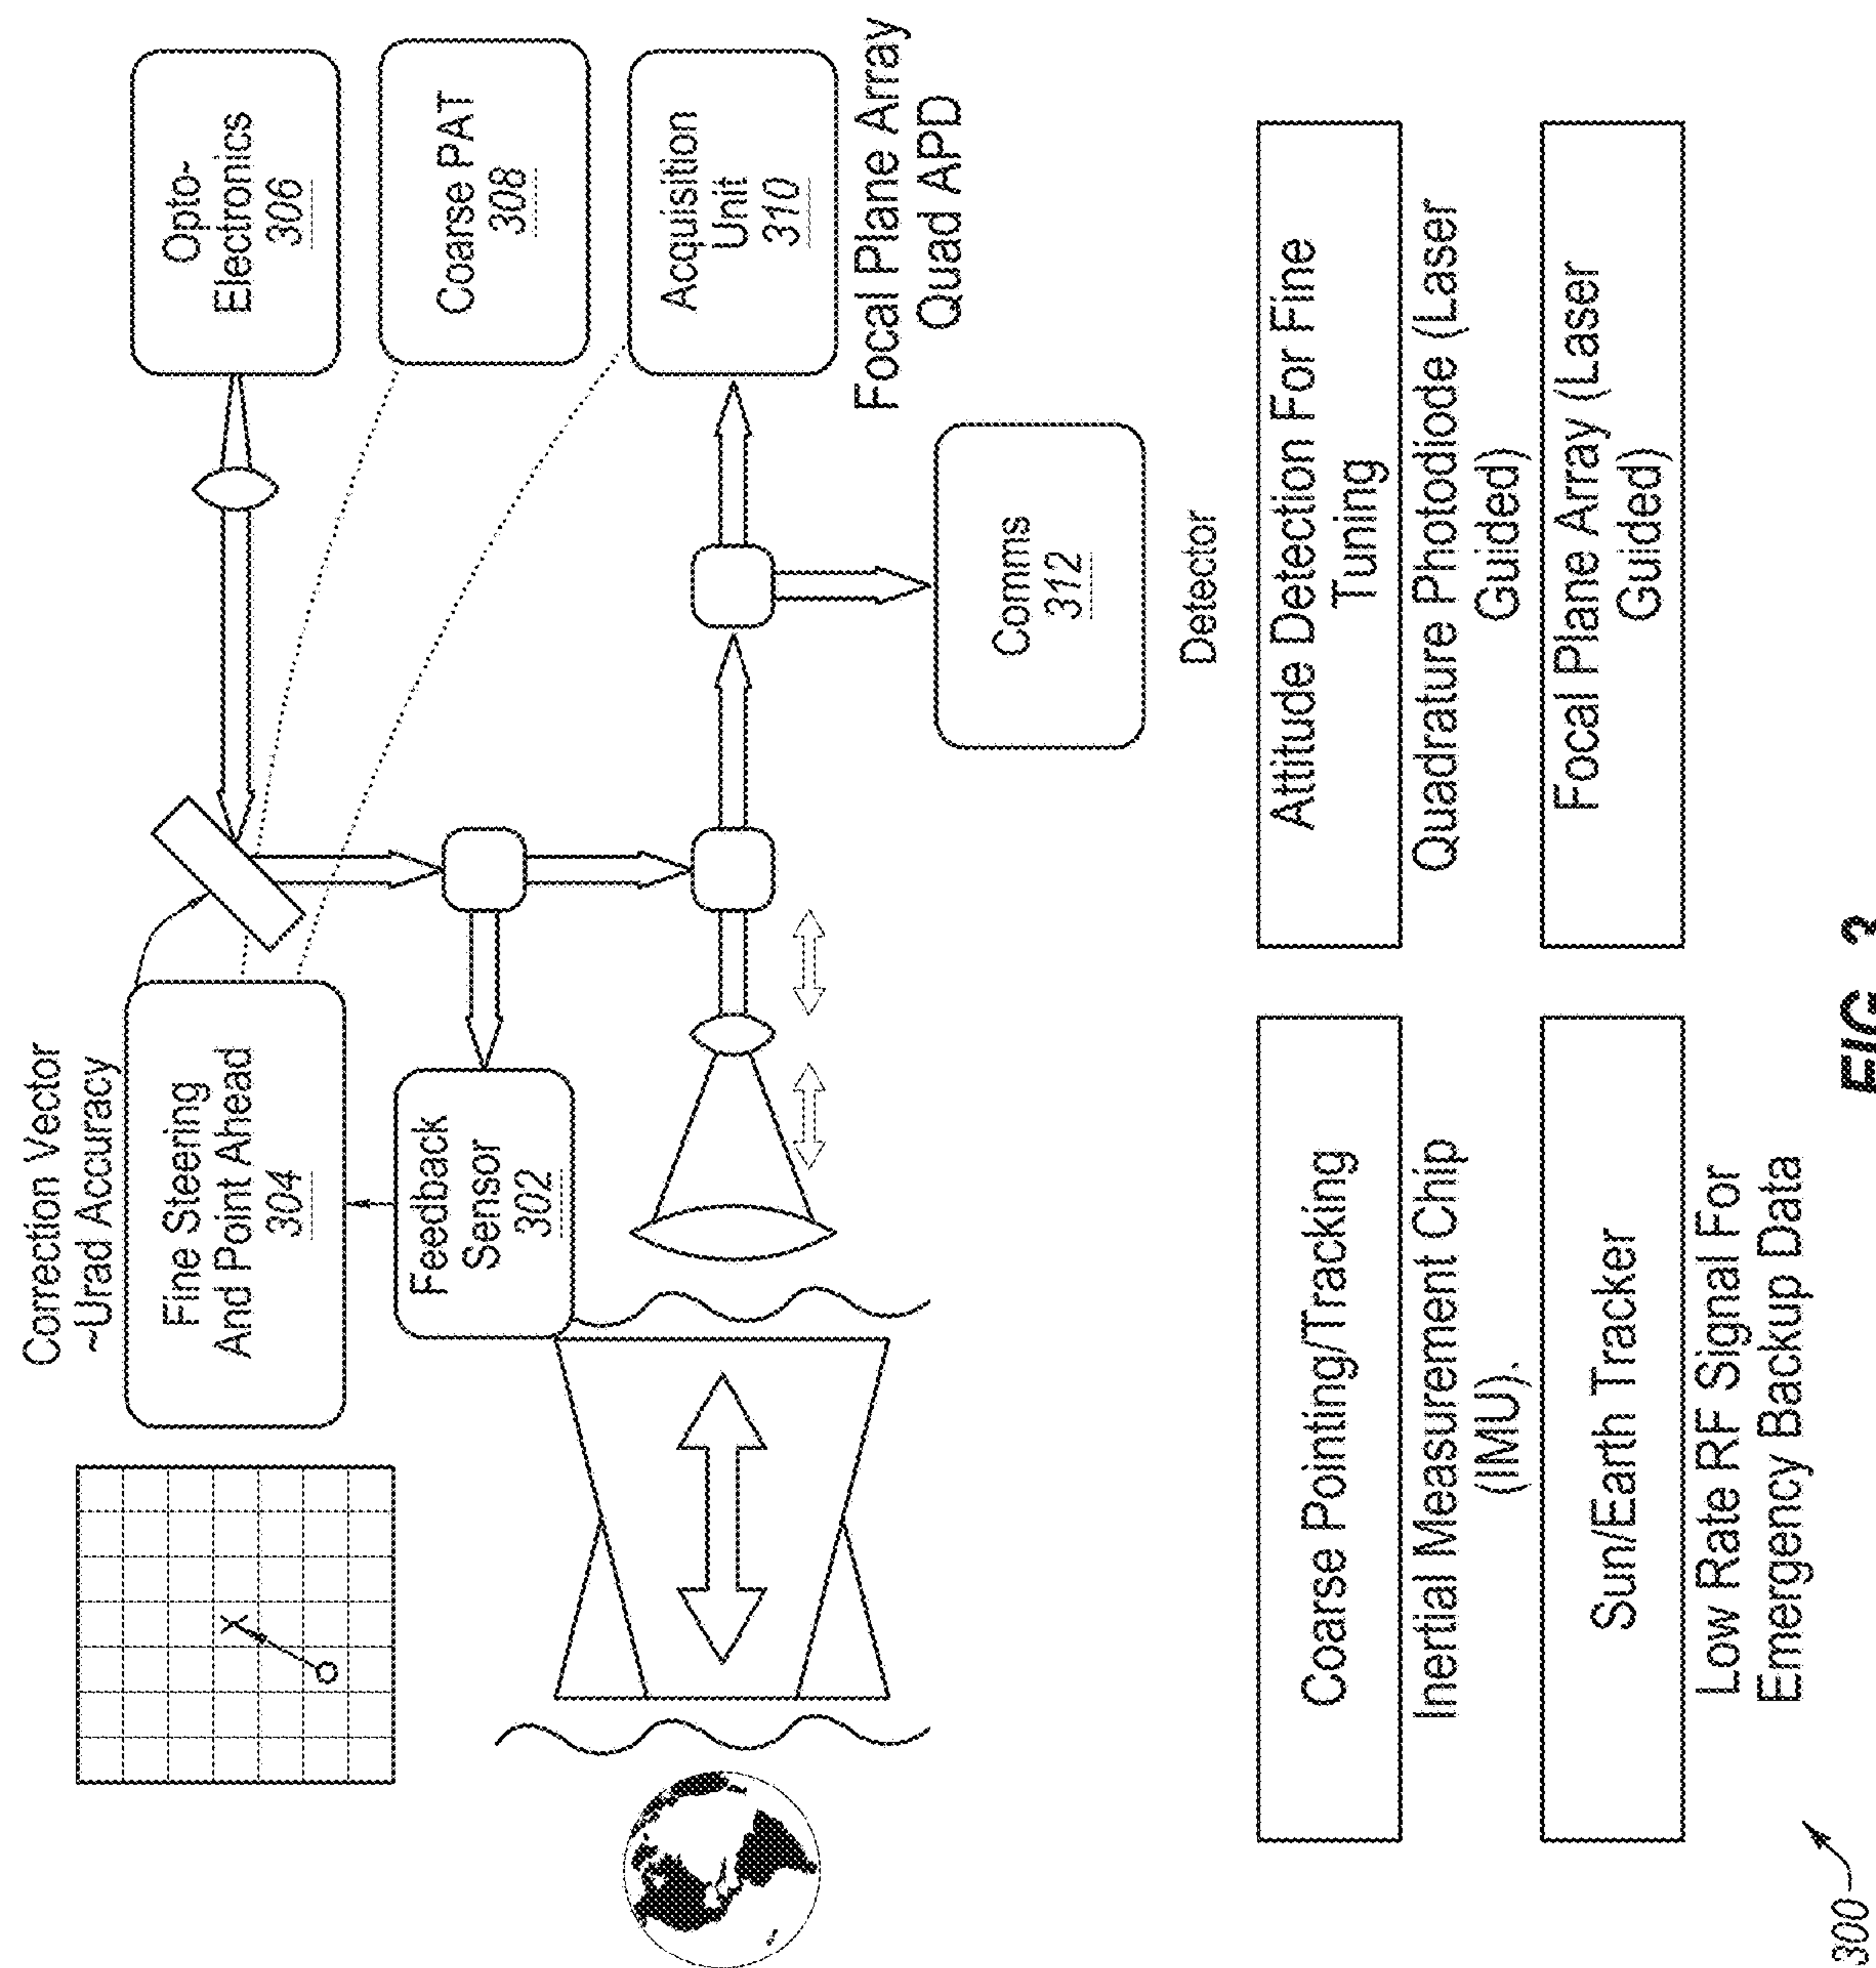 Correction Vector
~Urad Accuracy
Fine Steering
And Point Ahead
304
Feedback
Sensor
302
Opto-
Electronics
306
Coarse PAT
308
Acquisition
Unit
310
Focal Plane Array
Quad APD
Comms
312
Detector
X
O
Coarse Pointing/Tracking
Inertial Measurement Chip
(IMU).
Sun/Earth Tracker
Low Rate RF Signal For
Emergency Backup Data
Attitude Detection For Fine
Tuning
Quadrature Photodiode (Laser
Guided)
Focal Plane Array (Laser
Guided)
300
FIG. 3